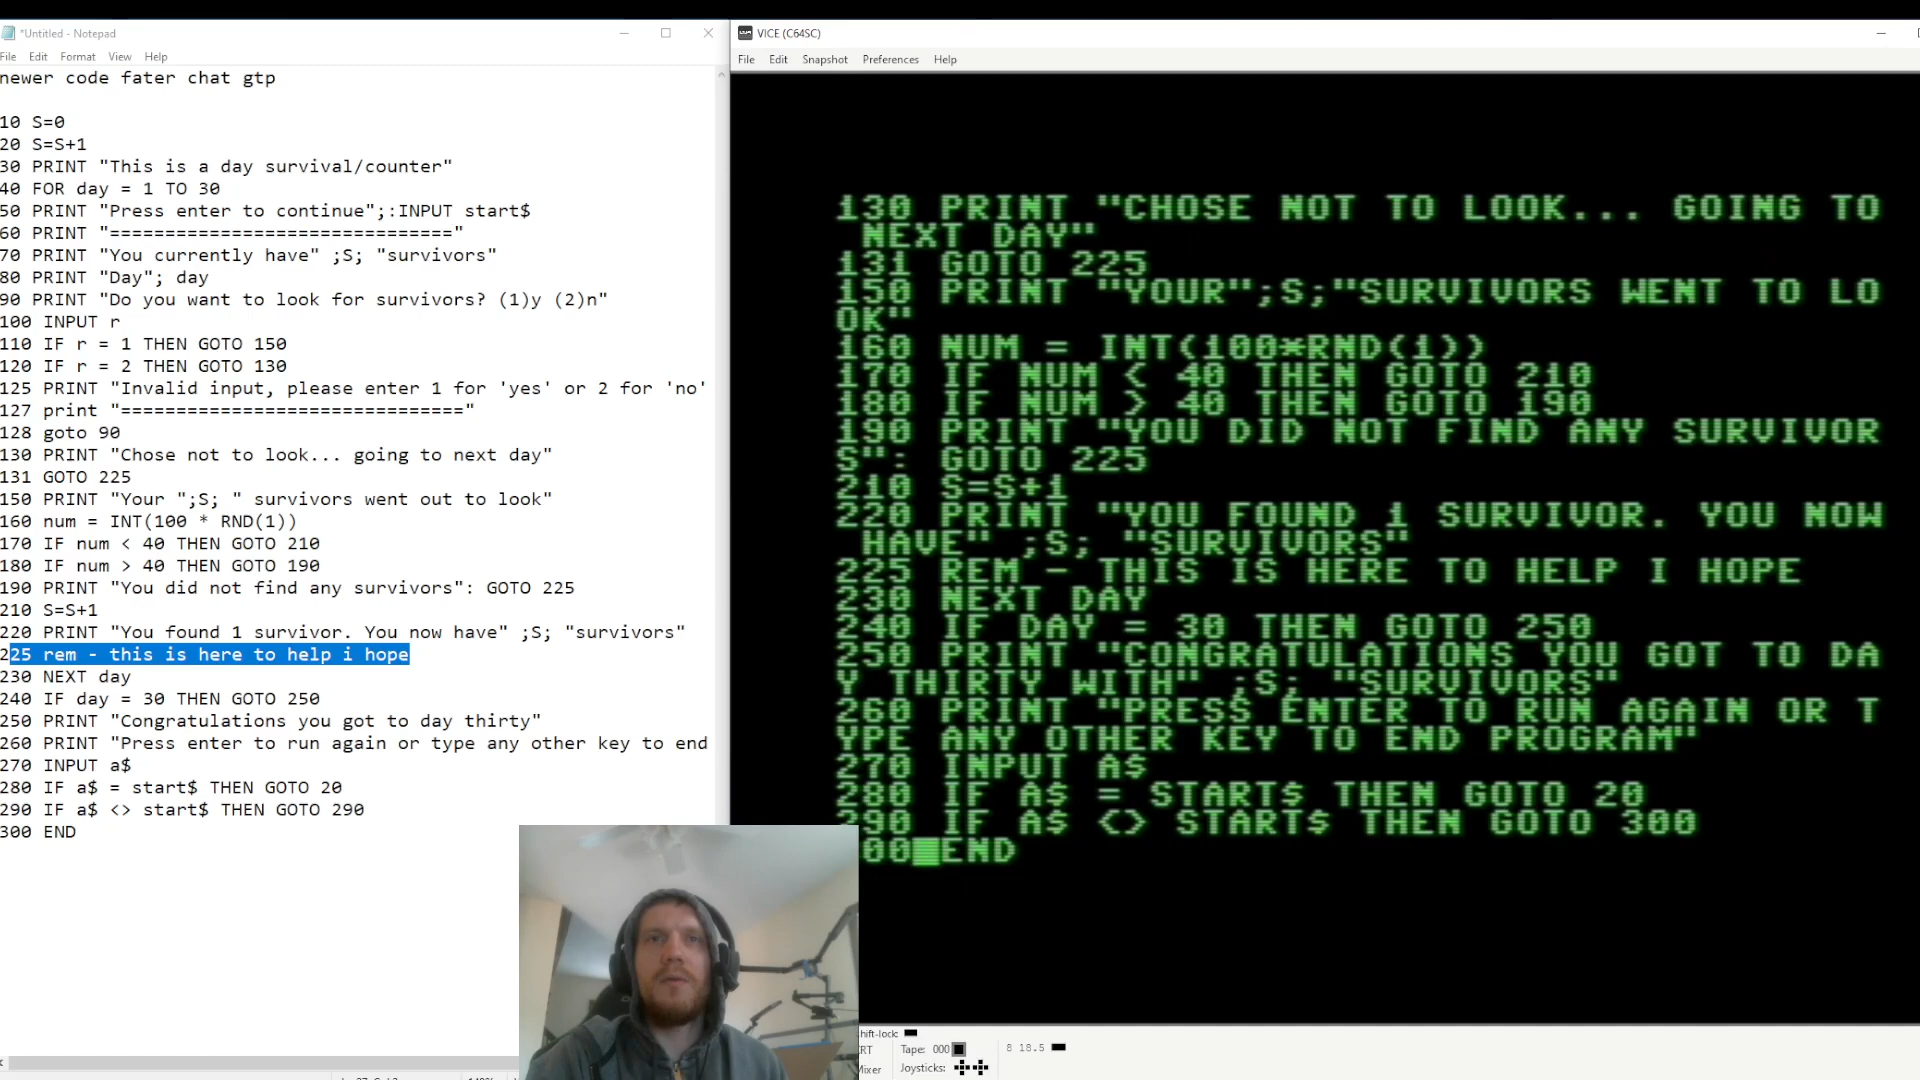 *Untitled - Notepad
File Edit Format View Help
newer code fater chat gtp
10 S=0
20 S=S+1
30 PRINT "This is a day survival/counter"
40 FOR day = 1 TO 30
50 PRINT "Press enter to continue";:INPUT start$
60 PRINT "==============================="
70 PRINT "You currently have" ;S; "survivors"
80 PRINT "Day"; day
90 PRINT "Do you want to look for survivors? (1)y (2)n"
100 INPUT r
110 IF r = 1 THEN GOTO 150
120 IF r = 2 THEN GOTO 130
125 PRINT "Invalid input, please enter 1 for 'yes' or 2 for 'no'
127 print "==============================="
128 goto 90
130 PRINT "Chose not to look... going to next day"
131 GOTO 225
150 PRINT "Your ";S; " survivors went out to look"
160 num = INT(100 * RND(1))
170 IF num < 40 THEN GOTO 210
180 IF num > 40 THEN GOTO 190
190 PRINT "You did not find any survivors": GOTO 225
210 S=S+1
220 PRINT "You found 1 survivor. You now have" ;S; "survivors"
225 rem - this is here to help i hope
230 NEXT day
240 IF day = 30 THEN GOTO 250
250 PRINT "Congratulations you got to day thirty"
260 PRINT "Press enter to run again or type any other key to end
270 INPUT a$
280 IF a$ = start$ THEN GOTO 20
290 IF a$ <> start$ THEN GOTO 290
300 END
VICE (C64SC)
File Edit Snapshot Preferences Help
130 PRINT "CHOSE NOT TO LOOK... GOING TO
NEXT DAY"
131 GOTO 225
150 PRINT "YOUR";S;"SURVIVORS WENT TO LO
OK"
160 NUM = INT(100*RND(1))
170 IF NUM < 40 THEN GOTO 210
180 IF NUM > 40 THEN GOTO 190
190 PRINT "YOU DID NOT FIND ANY SURVIVOR
S": GOTO 225
210 S=S+1
220 PRINT "YOU FOUND 1 SURVIVOR. YOU NOW
HAVE" ;S; "SURVIVORS"
225 REM - THIS IS HERE TO HELP I HOPE
230 NEXT DAY
240 IF DAY = 30 THEN GOTO 250
250 PRINT "CONGRATULATIONS YOU GOT TO DA
Y THIRTY WITH" ;S; "SURVIVORS"
260 PRINT "PRESS ENTER TO RUN AGAIN OR T
YPE ANY OTHER KEY TO END PROGRAM"
270 INPUT A$
280 IF A$ = START$ THEN GOTO 20
290 IF A$ <> START$ THEN GOTO 300
00 END
hift-lock:
RT Tape: 000 8 18.5
Mixer Joysticks: